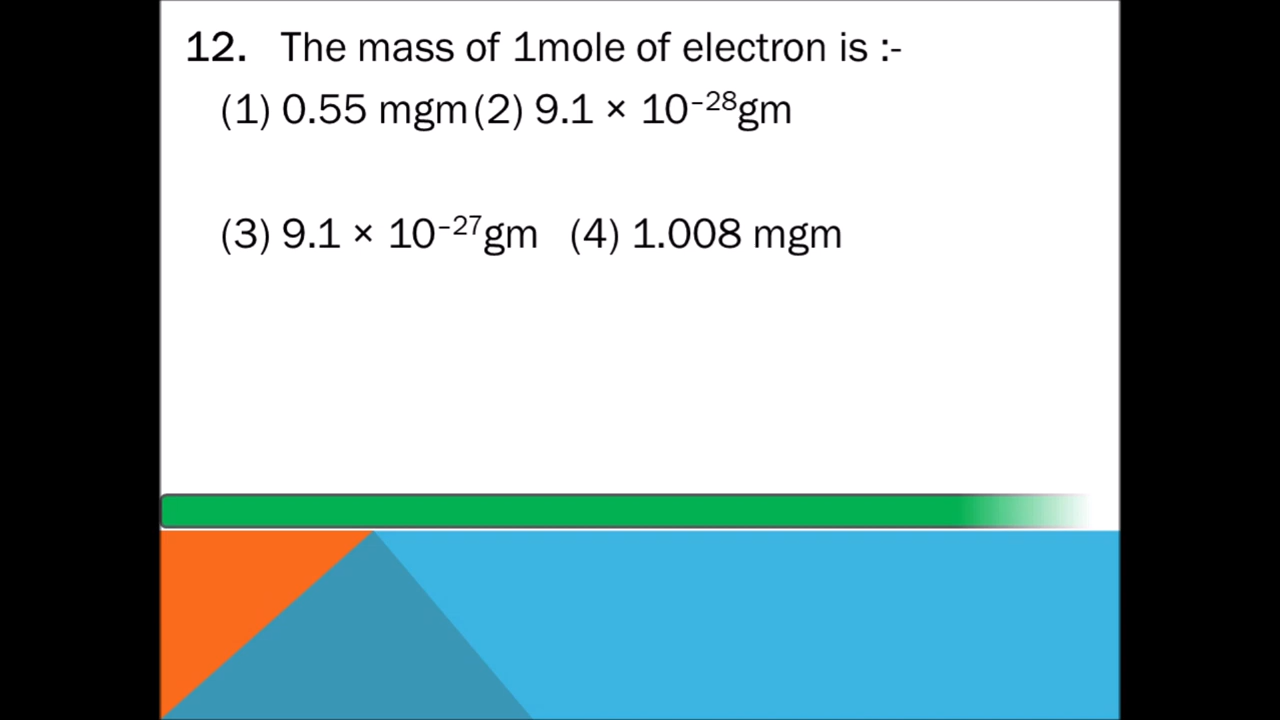 12. The mass of 1mole of electron is :-
(1) 0.55 mgm (2) 9.1 × 10⁻²⁸gm
(3) 9.1 × 10⁻²⁷gm (4) 1.008 mgm